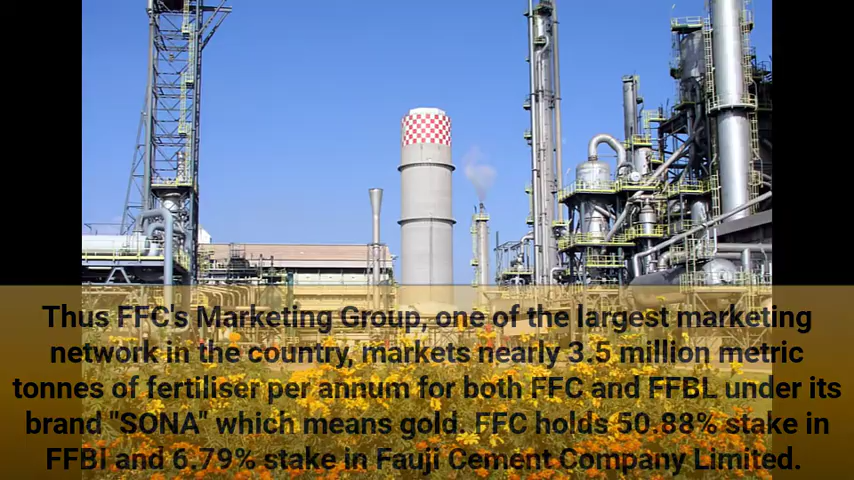 Thus FFC's Marketing Group, one of the largest marketing
network in the country, markets nearly 3.5 million metric
tonnes of fertiliser per annum for both FFC and FFBL under its
brand "SONA" which means gold. FFC holds 50.88% stake in
FFBl and 6.79% stake in Fauji Cement Company Limited.